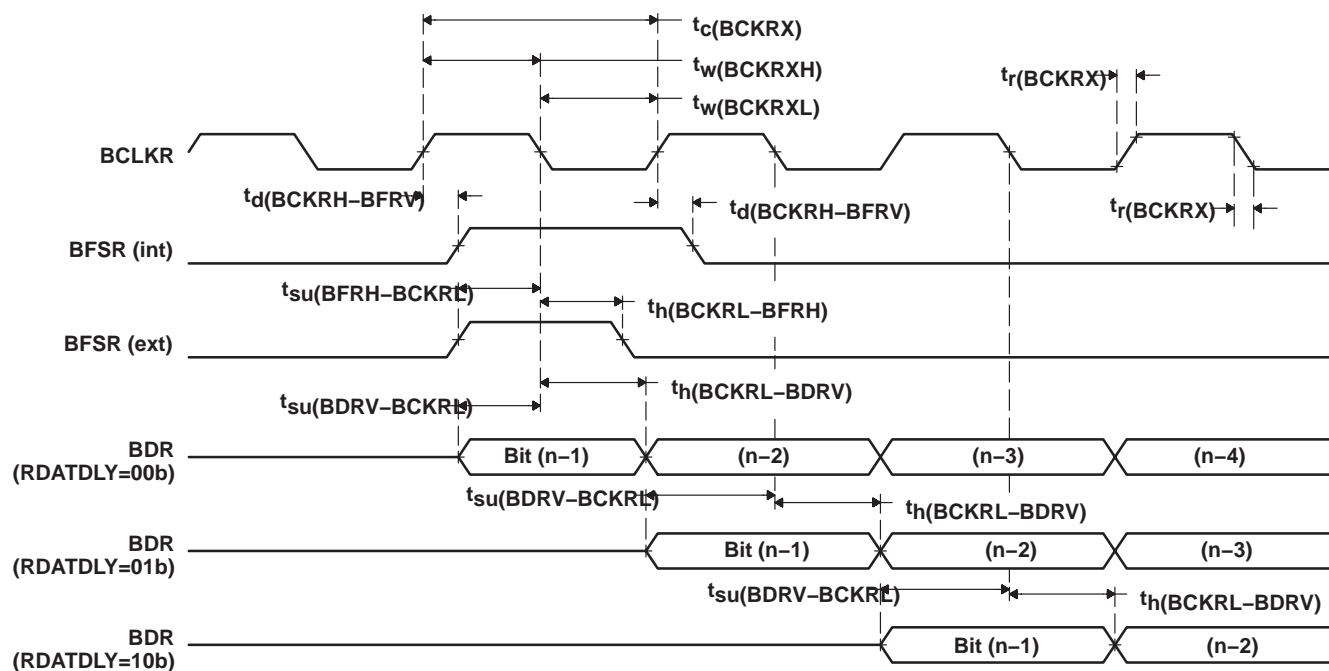 tc(BCKRX)
tw(BCKRXH)
tr(BCKRX)
tw(BCKRXL)
BCLKR
td(BCKRH–BFRV)
td(BCKRH–BFRV)
tr(BCKRX)
BFSR (int)
tsu(BFRH–BCKRL)
th(BCKRL–BFRH)
BFSR (ext)
th(BCKRL–BDRV)
tsu(BDRV–BCKRL)
BDR
(RDATDLY=00b)
Bit (n–1)
(n–2)
(n–3)
(n–4)
tsu(BDRV–BCKRL)
th(BCKRL–BDRV)
BDR
(RDATDLY=01b)
Bit (n–1)
(n–2)
(n–3)
tsu(BDRV–BCKRL)
th(BCKRL–BDRV)
BDR
(RDATDLY=10b)
Bit (n–1)
(n–2)